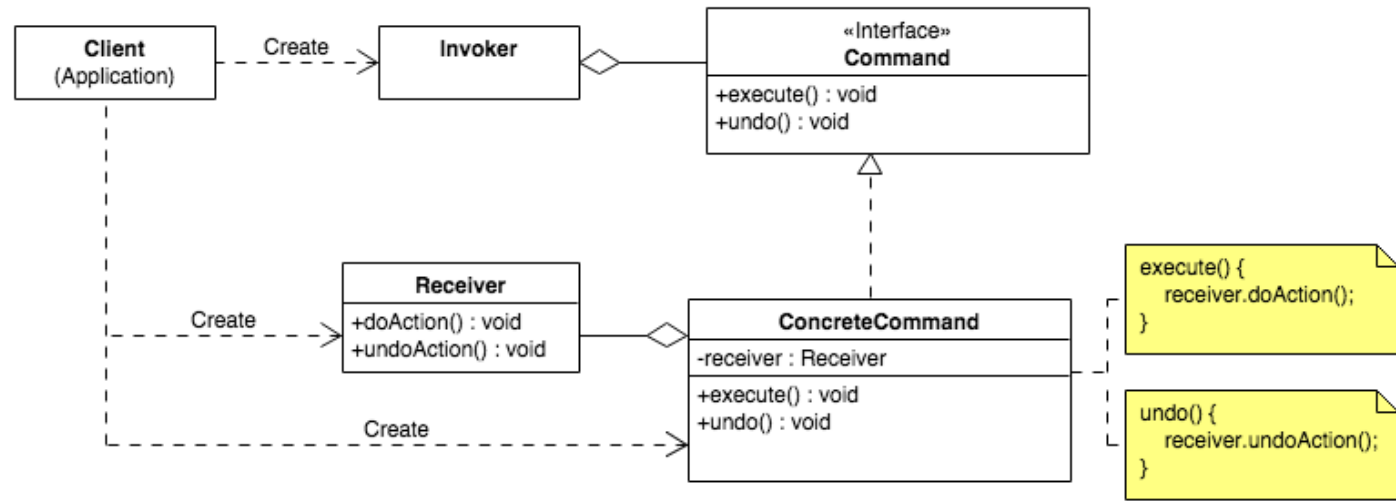 Client
(Application)
Create
Invoker
«Interface»
Command
+execute() : void
+undo() : void
Receiver
+doAction() : void
+undoAction() : void
Create
ConcreteCommand
-receiver : Receiver
+execute() : void
+undo() : void
Create
execute() {
receiver.doAction();
}
undo() {
receiver.undoAction();
}